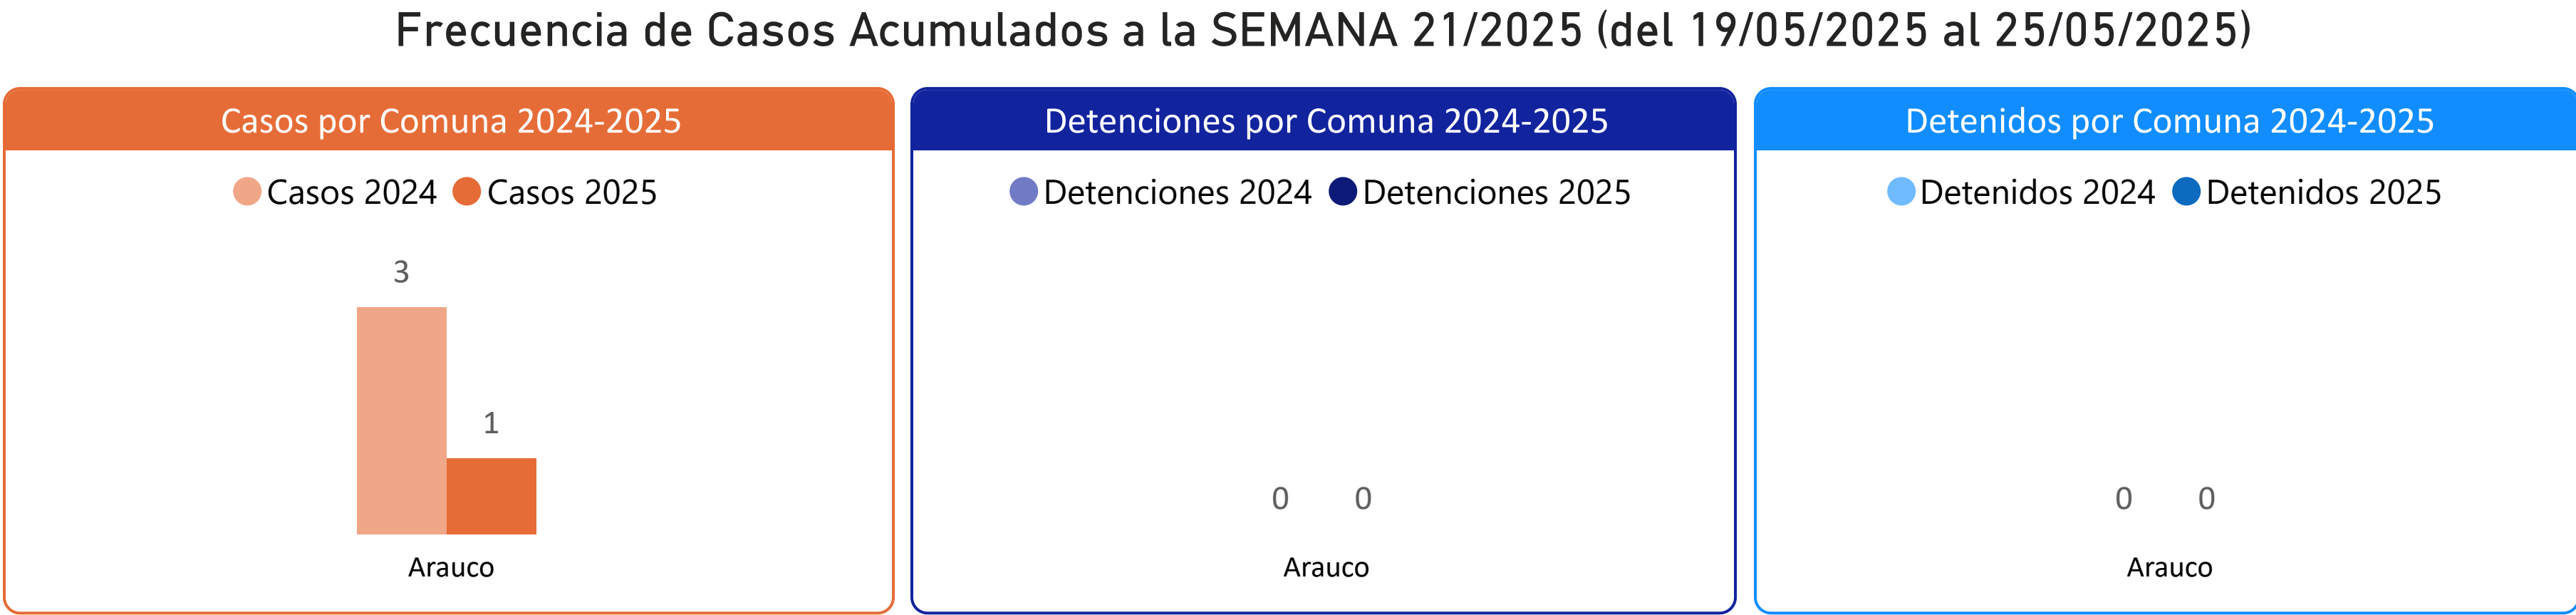 Frecuencia de Casos Acumulados a la SEMANA 21/2025 (del 19/05/2025 al 25/05/2025)
Casos por Comuna 2024-2025
Casos 2024 Casos 2025
3
1
Arauco
Detenciones por Comuna 2024-2025
Detenciones 2024 Detenciones 2025
0 0
Arauco
Detenidos por Comuna 2024-2025
Detenidos 2024 Detenidos 2025
0 0
Arauco